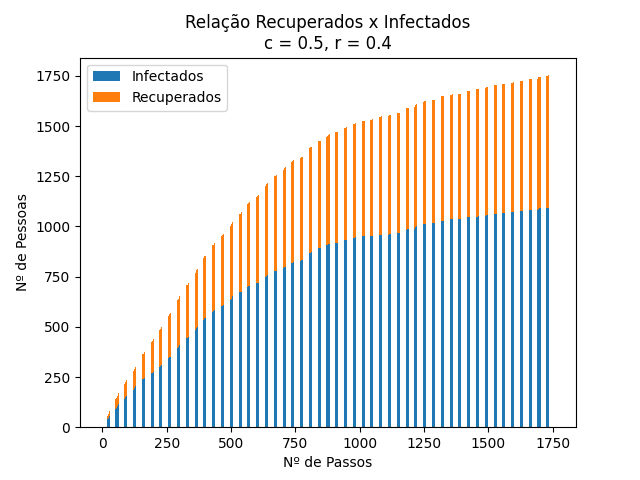 Relação Recuperados x Infectados
c = 0.5, r = 0.4
Infectados
Recuperados
Nº de Pessoas
1750
1500
1250
1000
750
500
250
0
0 250 500 750 1000 1250 1500 1750
Nº de Passos